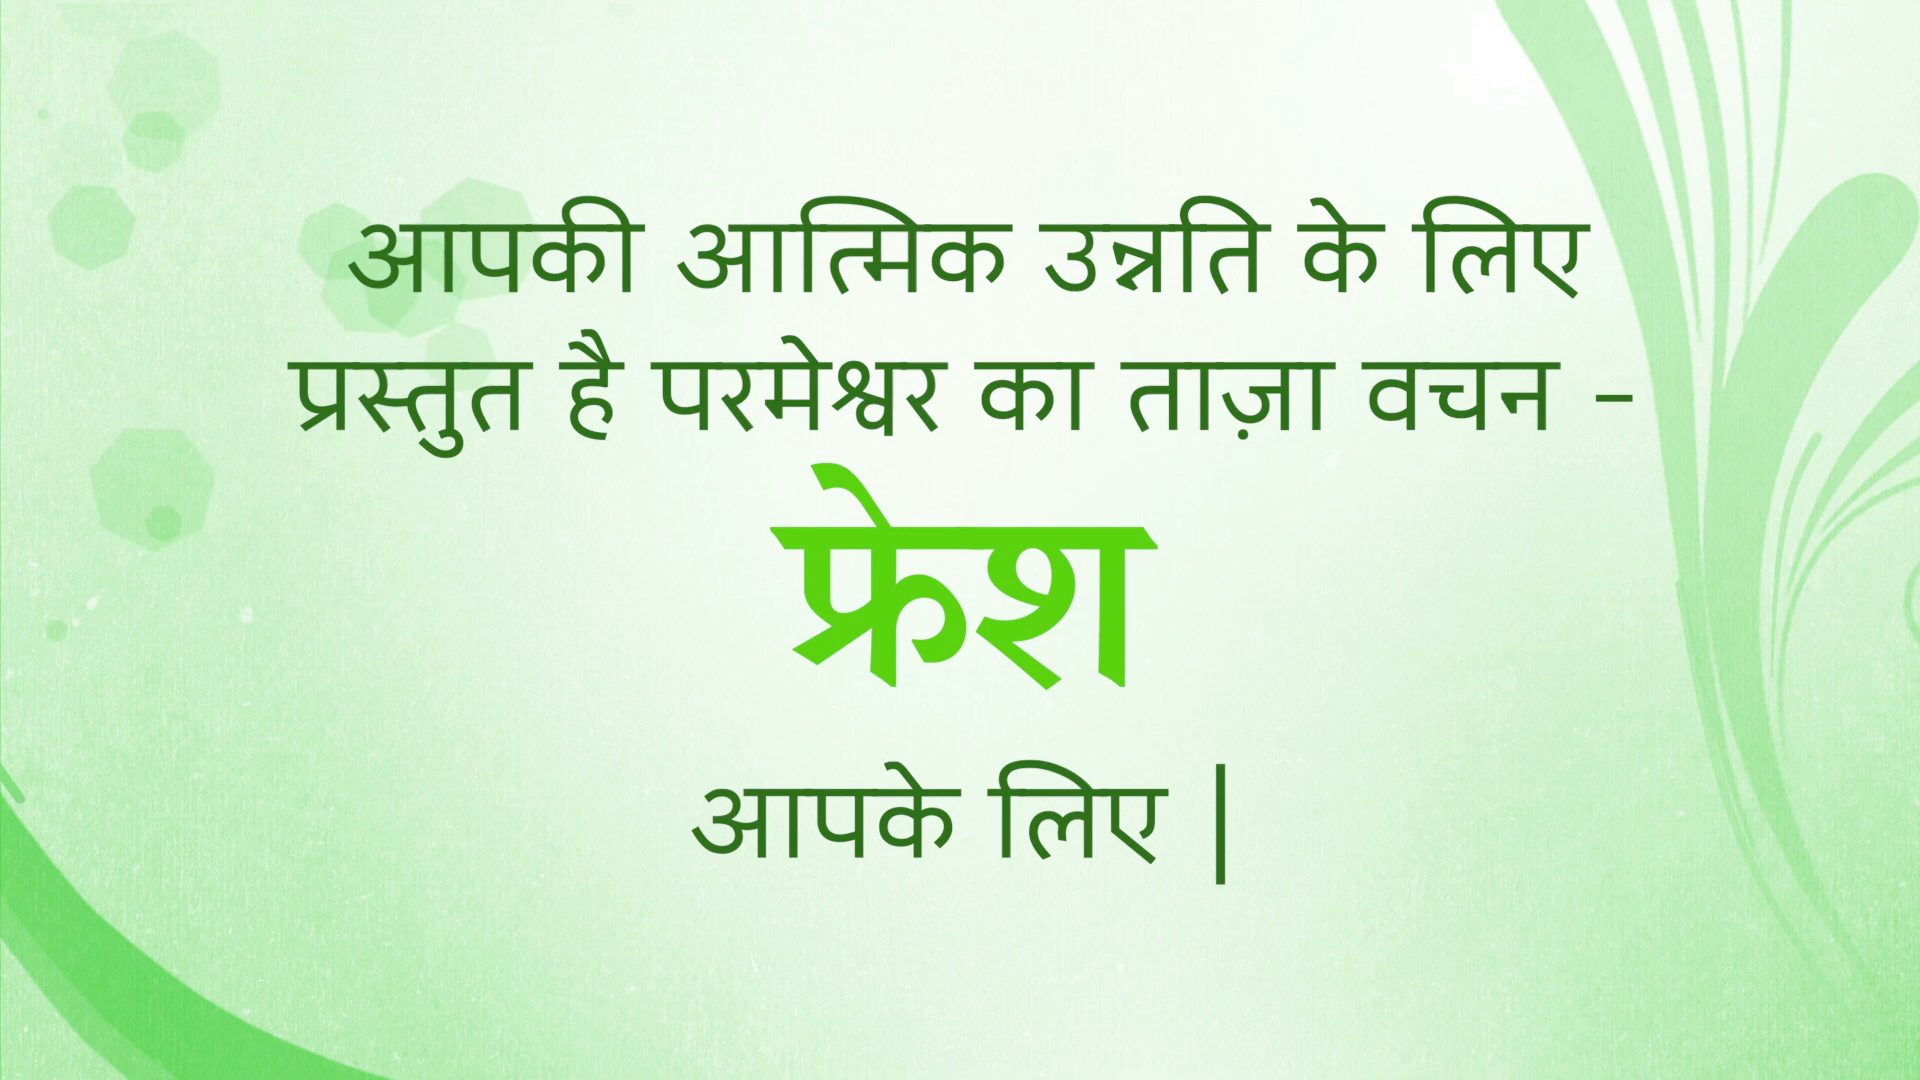 आपकी आत्मिक उन्नति के लिए
प्रस्तुत है परमेश्वर का ताज़ा वचन -
फ्रेश
आपके लिए |